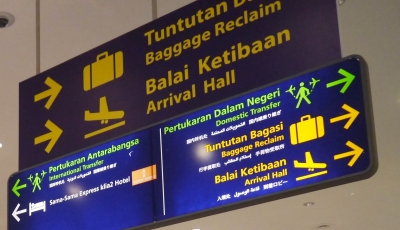 Tuntutan
Baggage Reclaim
Balai Ketibaan
Arrival Hall
Pertukaran Antarabangsa
International Transfer
Sama-Sama Express klia2 Hotel
Pertukaran Dalam Negeri
Domestic Transfer
Tuntutan Bagasi
Baggage Reclaim
Balai Ketibaan
Arrival Hall